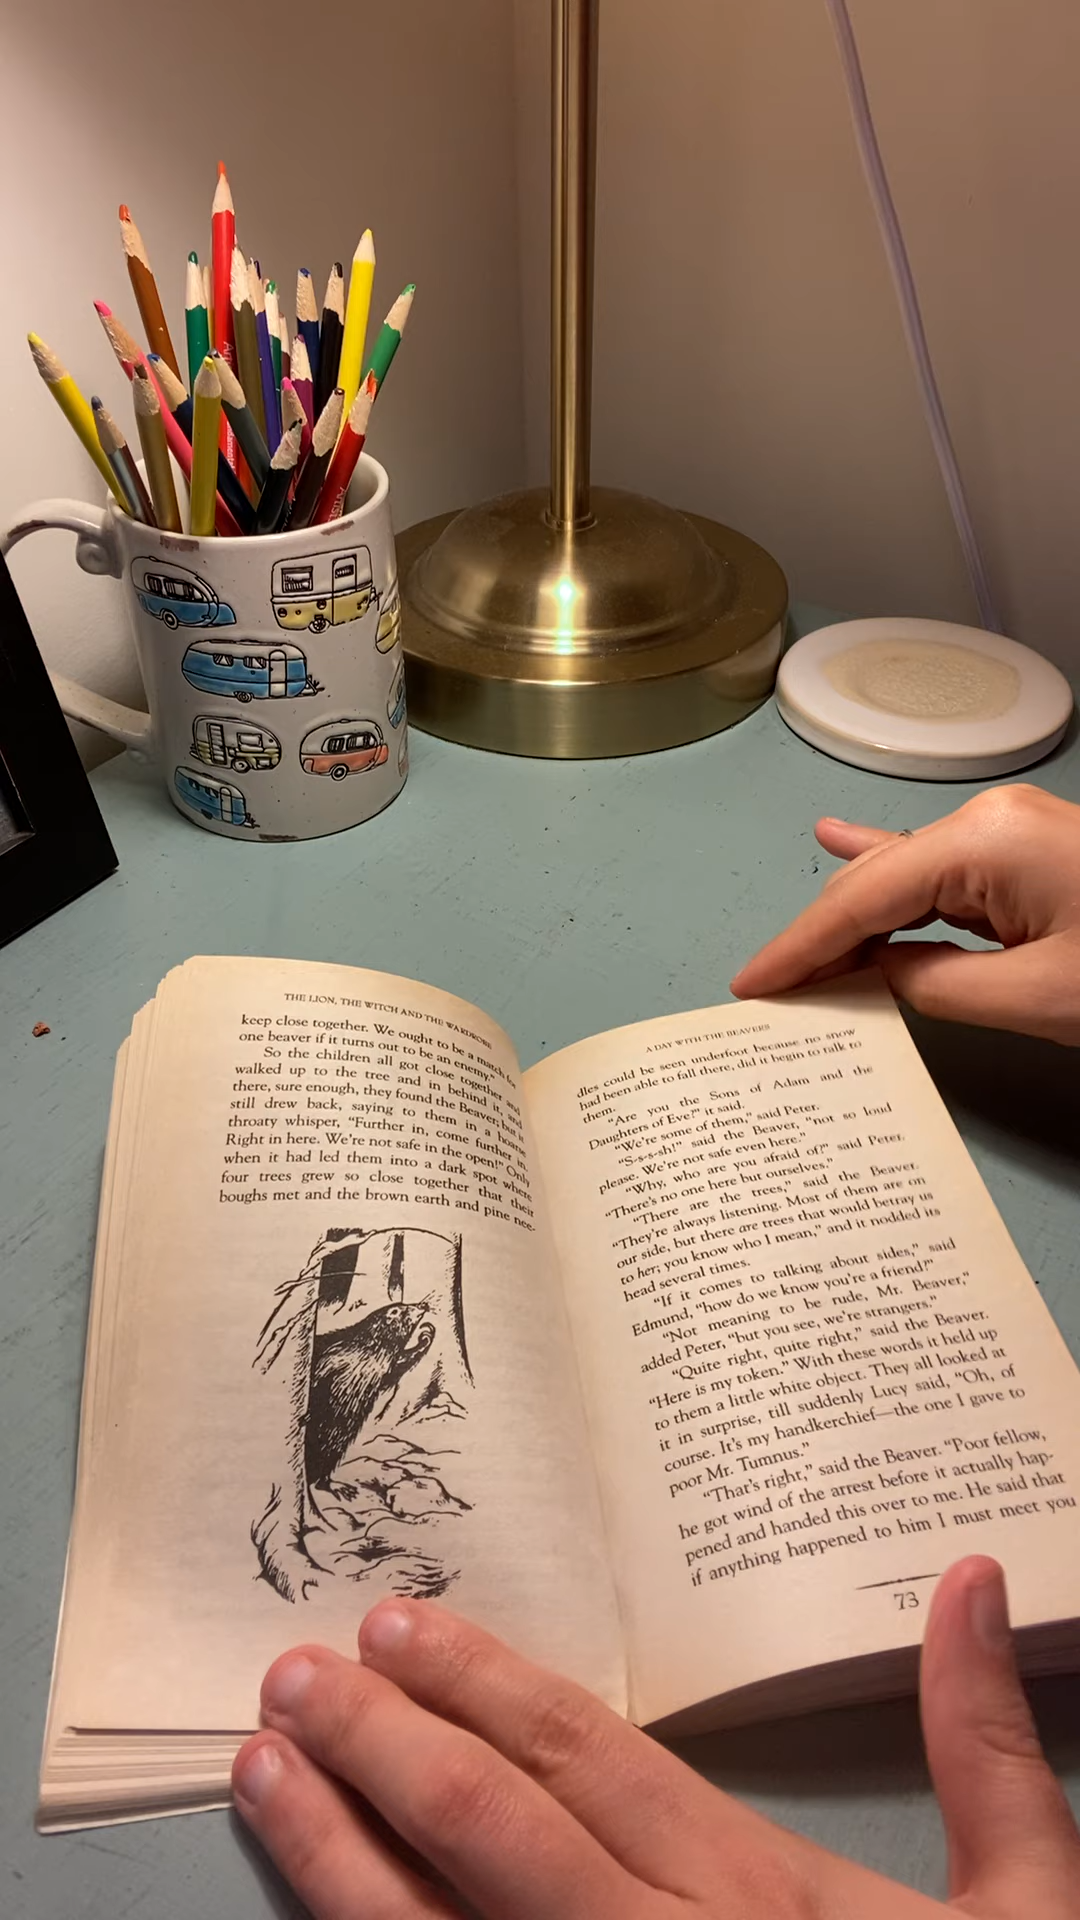 THE LION, THE WITCH AND THE WARDROBE
keep close together. We ought to be a match for
one beaver if it turns out to be an enemy."
So the children all got close together and
walked up to the tree and in behind it, and
there, sure enough, they found the Beaver; but it
still drew back, saying to them in a hoarse
throaty whisper, "Further in, come further in.
Right in here. We're not safe in the open!" Only
when it had led them into a dark spot where
four trees grew so close together that their
boughs met and the brown earth and pine nee-
A DAY WITH THE BEAVERS
dles could be seen underfoot because no snow
had been able to fall there, did it begin to talk to
them.
"Are you the Sons of Adam and the
Daughters of Eve?" it said.
"We're some of them," said Peter.
"S-s-s-sh!" said the Beaver, "not so loud
please. We're not safe even here."
"Why, who are you afraid of?" said Peter.
"There's no one here but ourselves."
"There are the trees," said the Beaver.
"They're always listening. Most of them are on
our side, but there are trees that would betray us
to her; you know who I mean," and it nodded its
head several times.
"If it comes to talking about sides," said
Edmund, "how do we know you're a friend?"
"Not meaning to be rude, Mr. Beaver,"
added Peter, "but you see, we're strangers."
"Quite right, quite right," said the Beaver.
"Here is my token." With these words it held up
to them a little white object. They all looked at
it in surprise, till suddenly Lucy said, "Oh, of
course. It's my handkerchief—the one I gave to
poor Mr. Tumnus."
"That's right," said the Beaver. "Poor fellow,
he got wind of the arrest before it actually hap-
pened and handed this over to me. He said that
if anything happened to him I must meet you
73